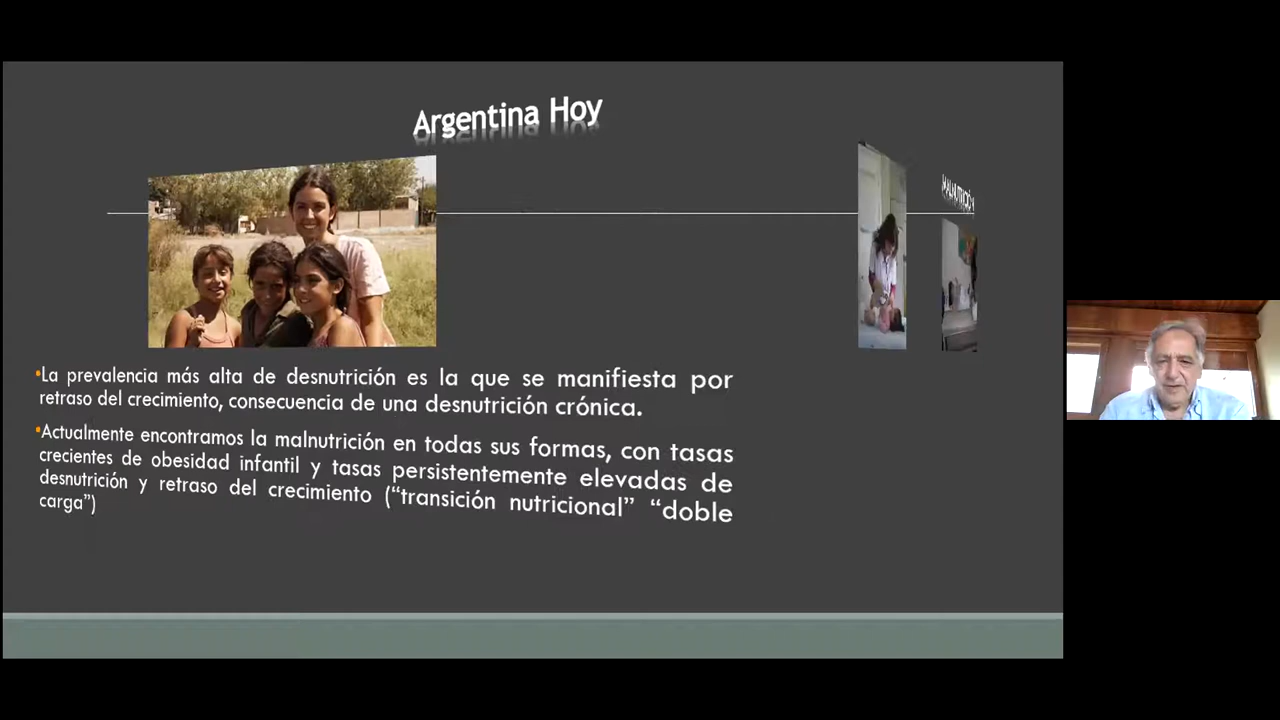 Argentina Hoy
MALNUTRICIÓN
•La prevalencia más alta de desnutrición es la que se manifiesta por
retraso del crecimiento, consecuencia de una desnutrición crónica.
•Actualmente encontramos la malnutrición en todas sus formas, con tasas
crecientes de obesidad infantil y tasas persistentemente elevadas de
desnutrición y retraso del crecimiento (“transición nutricional” “doble
carga”)